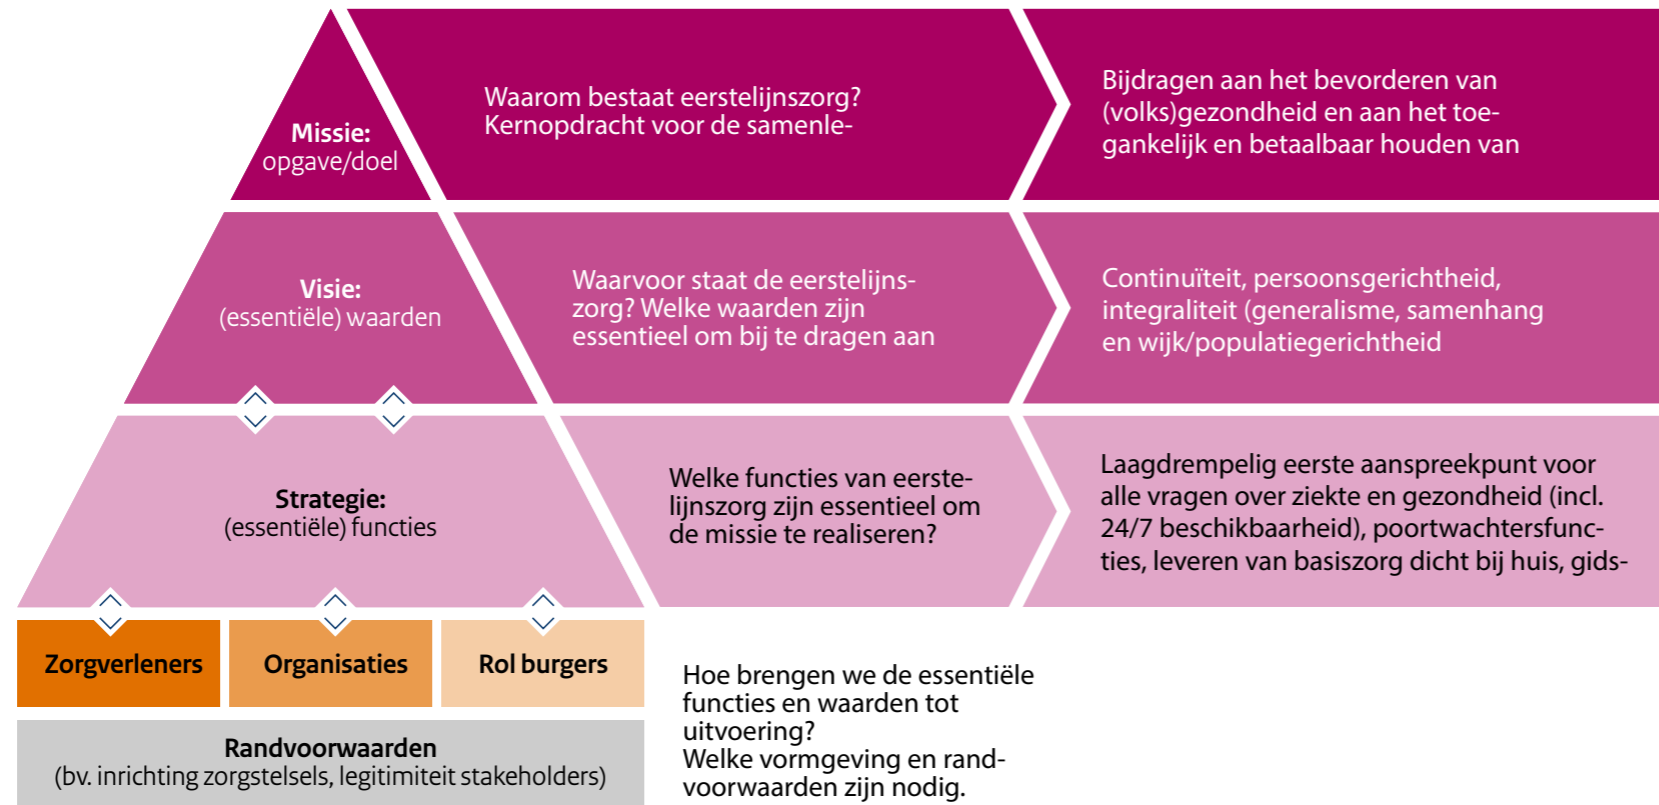 Missie:
opgave/doel
Waarom bestaat eerstelijnszorg?
Kernopdracht voor de samenle-
Bijdragen aan het bevorderen van
(volks)gezondheid en aan het toe-
gankelijk en betaalbaar houden van
Visie:
(essentiële) waarden
Waarvoor staat de eerstelijns-
zorg? Welke waarden zijn
essentieel om bij te dragen aan
Continuïteit, persoonsgerichtheid,
integraliteit (generalisme, samenhang
en wijk/populatiegerichtheid
Strategie:
(essentiële) functies
Welke functies van eerste-
lijnszorg zijn essentieel om
de missie te realiseren?
Laagdrempelig eerste aanspreekpunt voor
alle vragen over ziekte en gezondheid (incl.
24/7 beschikbaarheid), poortwachtersfunc-
ties, leveren van basiszorg dicht bij huis, gids-
Zorgverleners
Organisaties
Rol burgers
Randvoorwaarden
(bv. inrichting zorgstelsels, legitimiteit stakeholders)
Hoe brengen we de essentiële
functies en waarden tot
uitvoering?
Welke vormgeving en rand-
voorwaarden zijn nodig.